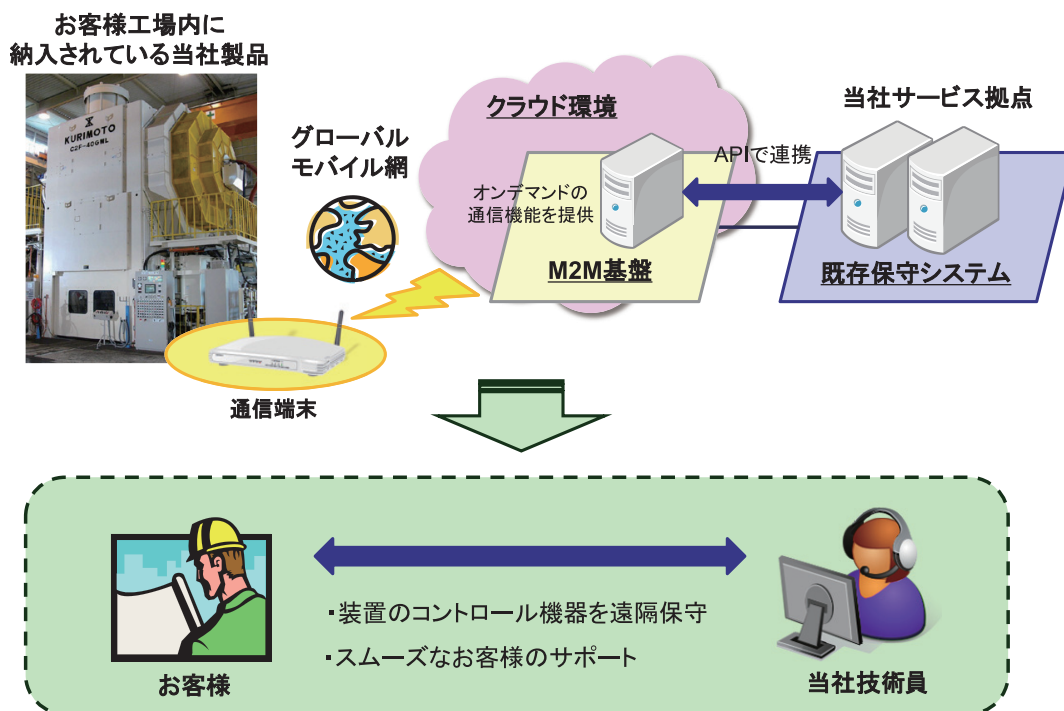 お客様工場内に
納入されている当社製品
KURIMOTO
C2F-40GWL
グローバル
モバイル網
クラウド環境
オンデマンドの
通信機能を提供
M2M基盤
APIで連携
当社サービス拠点
既存保守システム
通信端末
・装置のコントロール機器を遠隔保守
・スムーズなお客様のサポート
お客様
当社技術員